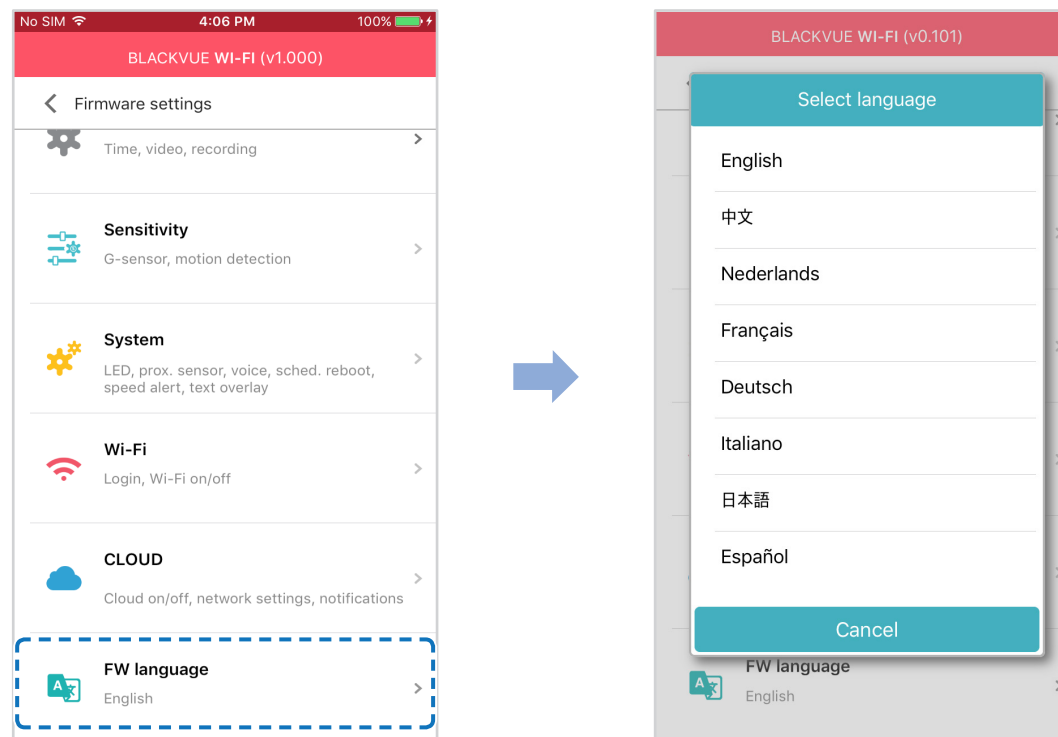 No SIM 4:06 PM 100%
BLACKVUE WI-FI (v1.000)
Firmware settings
Time, video, recording
Sensitivity
G-sensor, motion detection
System
LED, prox. sensor, voice, sched. reboot,
speed alert, text overlay
Wi-Fi
Login, Wi-Fi on/off
CLOUD
Cloud on/off, network settings, notifications
FW language
English
BLACKVUE WI-FI (v0.101)
Select language
English
中文
Nederlands
Français
Deutsch
Italiano
日本語
Español
Cancel
FW language
English